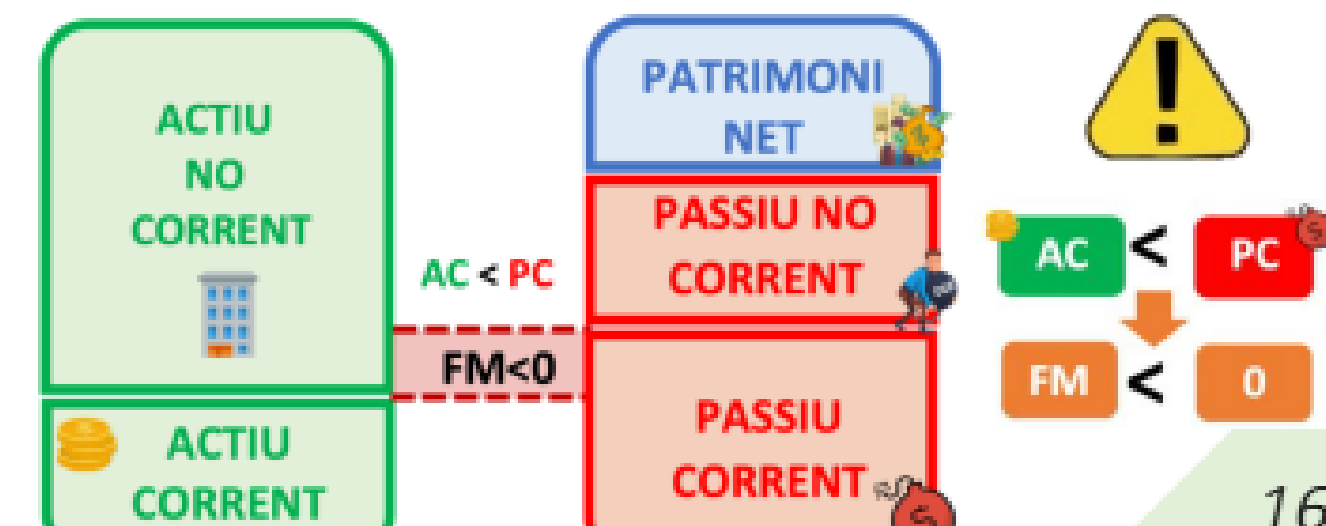 ACTIU
NO
CORRENT
ACTIU
CORRENT
AC < PC
FM<0
PATRIMONI
NET
PASSIU NO
CORRENT
PASSIU
CORRENT
!
AC < PC
FM < 0
16